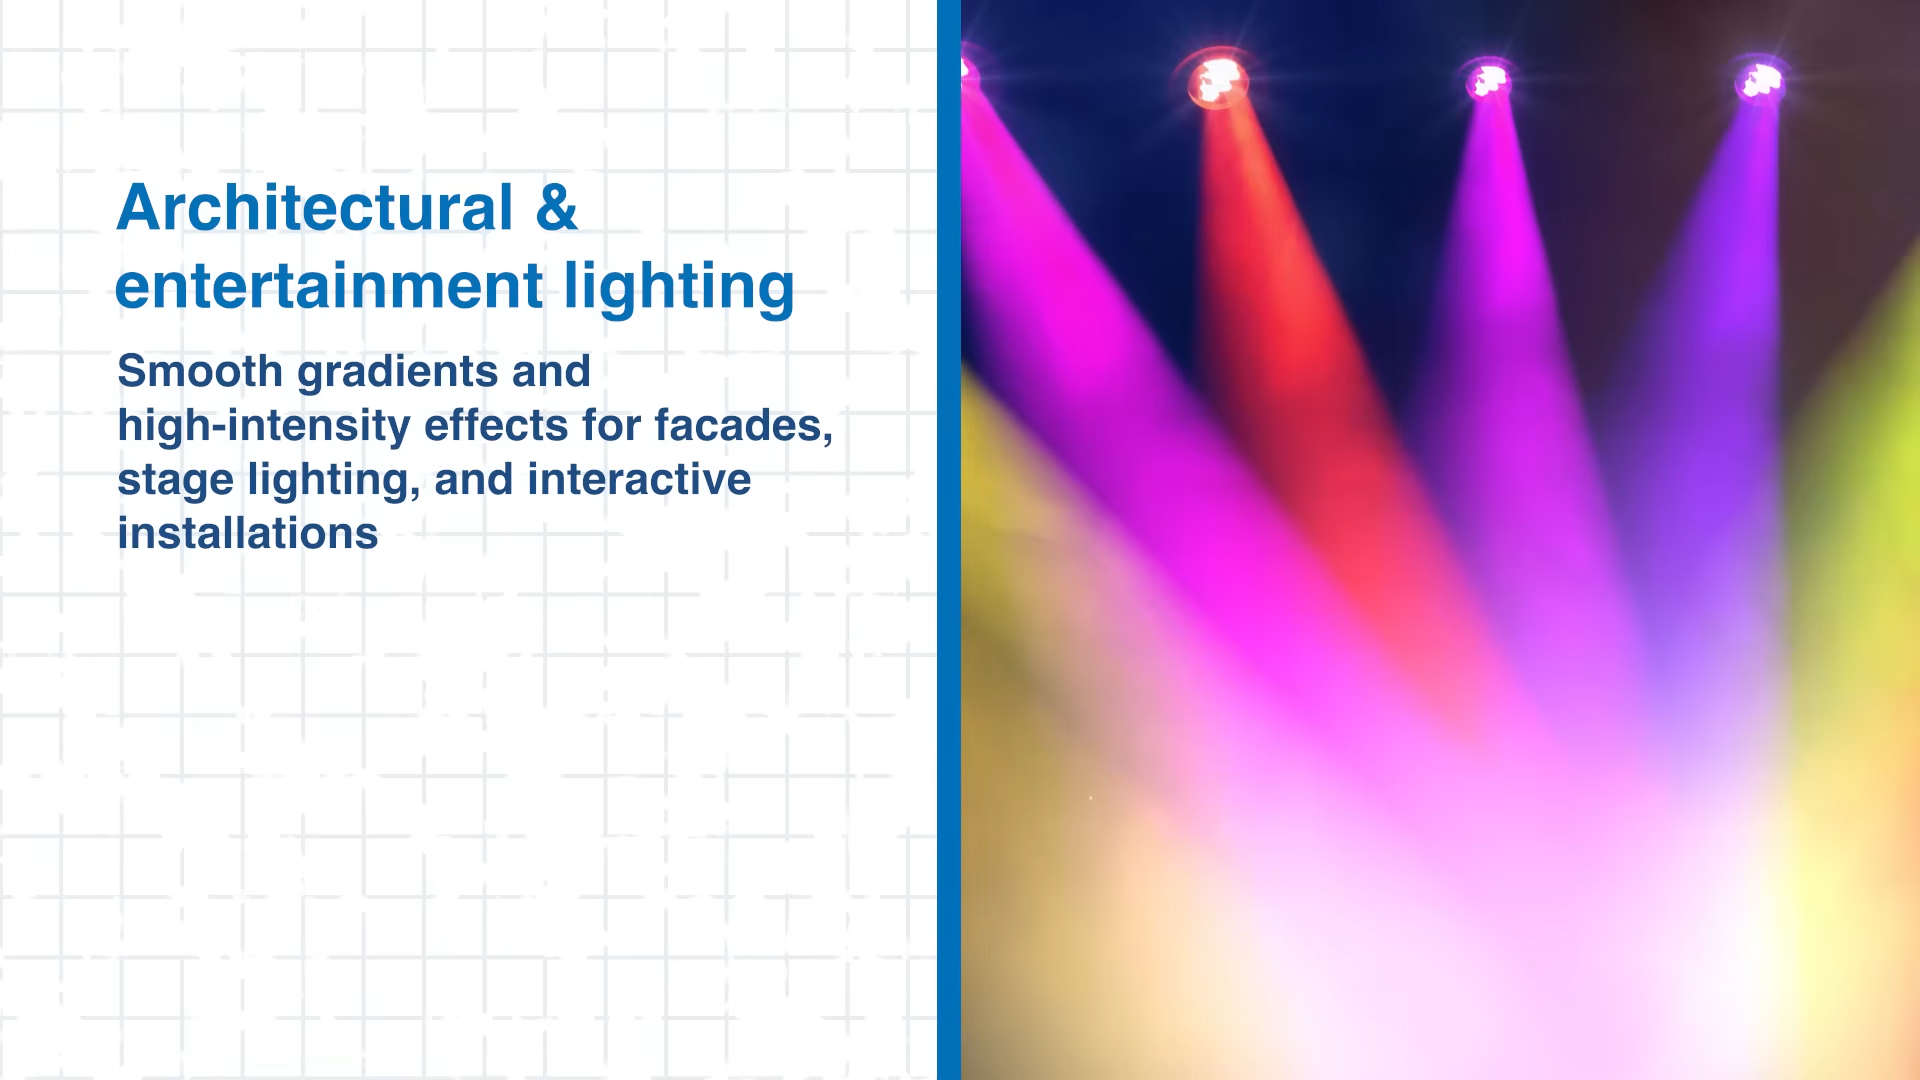 Architectural &
entertainment lighting
Smooth gradients and
high-intensity effects for facades,
stage lighting, and interactive
installations